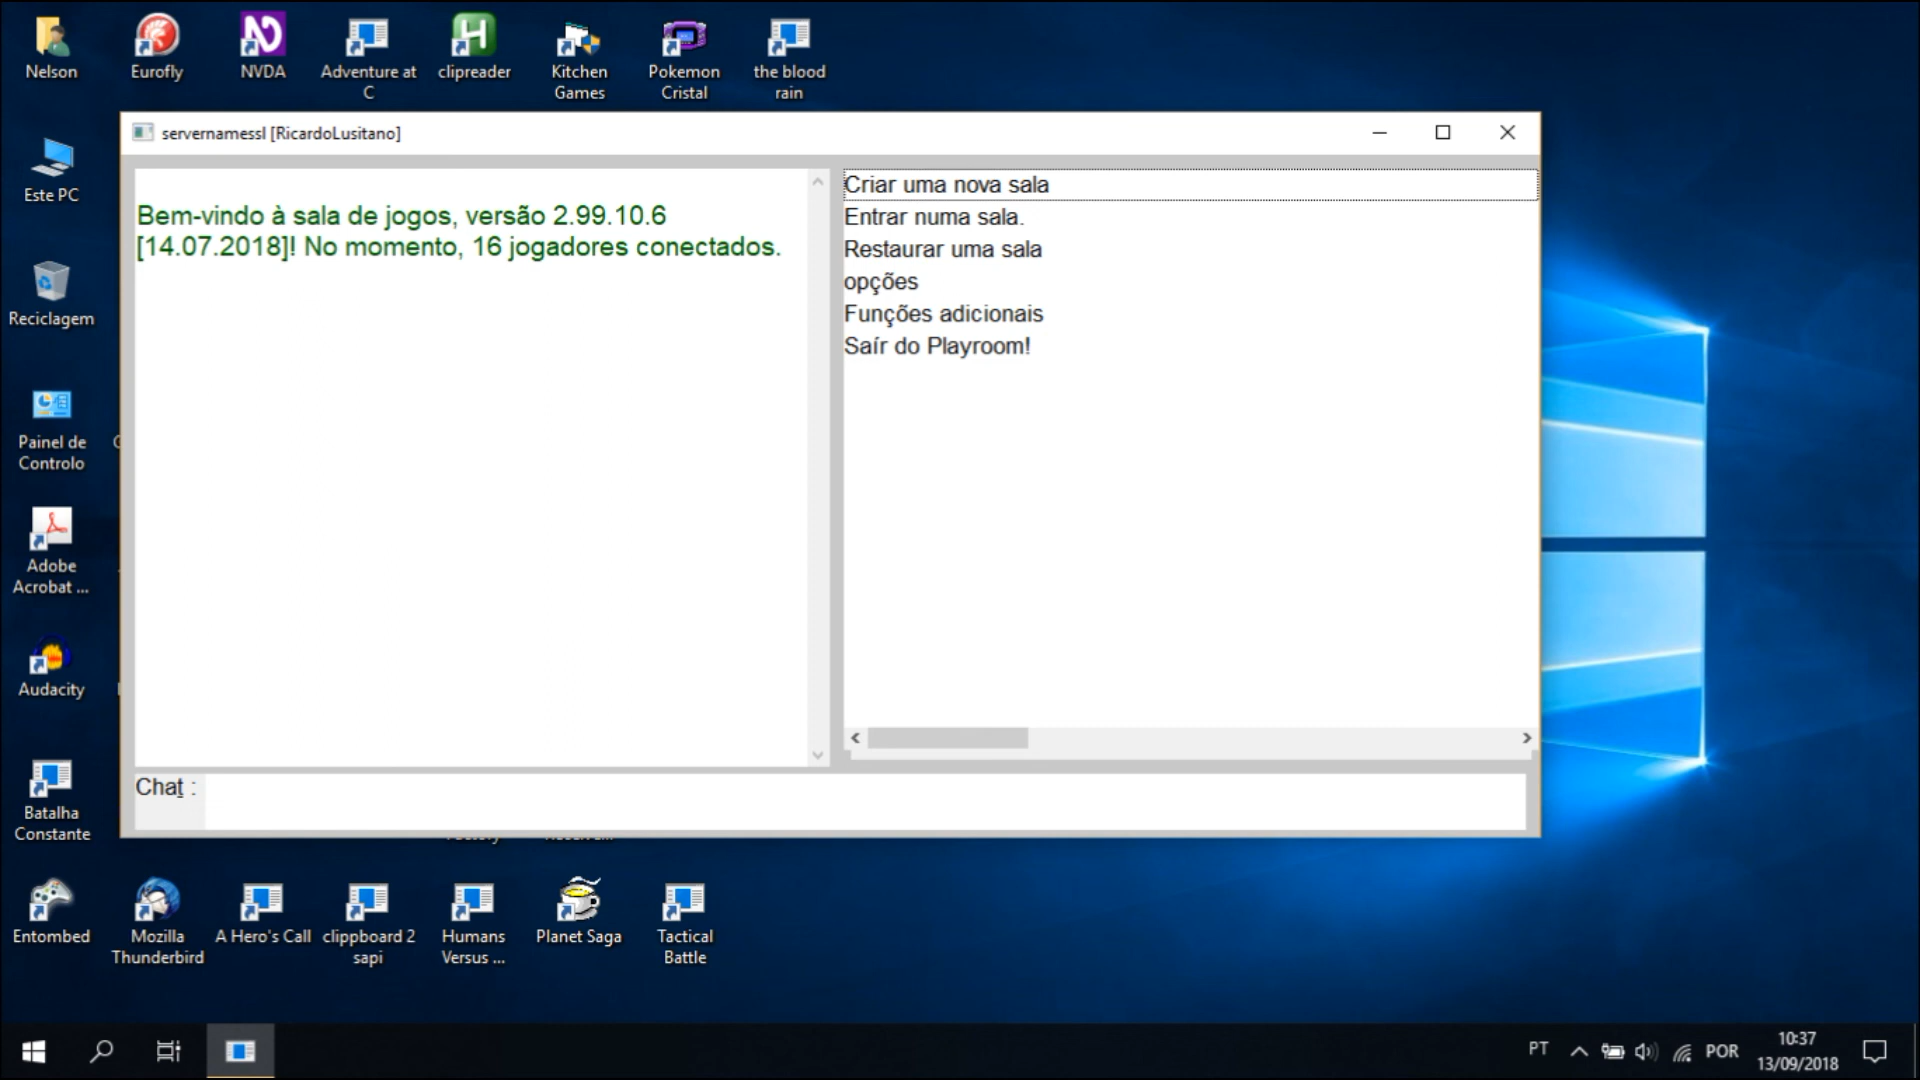 Nelson
Eurofly
NVDA
Adventure at
C
clipreader
Kitchen
Games
Pokemon
Cristal
the blood
rain
servernamessl [RicardoLusitano]
Este PC
Reciclagem
Painel de
Controlo
Adobe
Acrobat ...
Audacity
Batalha
Constante
Bem-vindo à sala de jogos, versão 2.99.10.6
[14.07.2018]! No momento, 16 jogadores conectados.
Criar uma nova sala
Entrar numa sala.
Restaurar uma sala
opções
Funções adicionais
Saír do Playroom!
Chat :
Entombed
Mozilla
Thunderbird
A Hero's Call
clippboard 2
sapi
Humans
Versus ...
Planet Saga
Tactical
Battle
PT
POR
10:37
13/09/2018